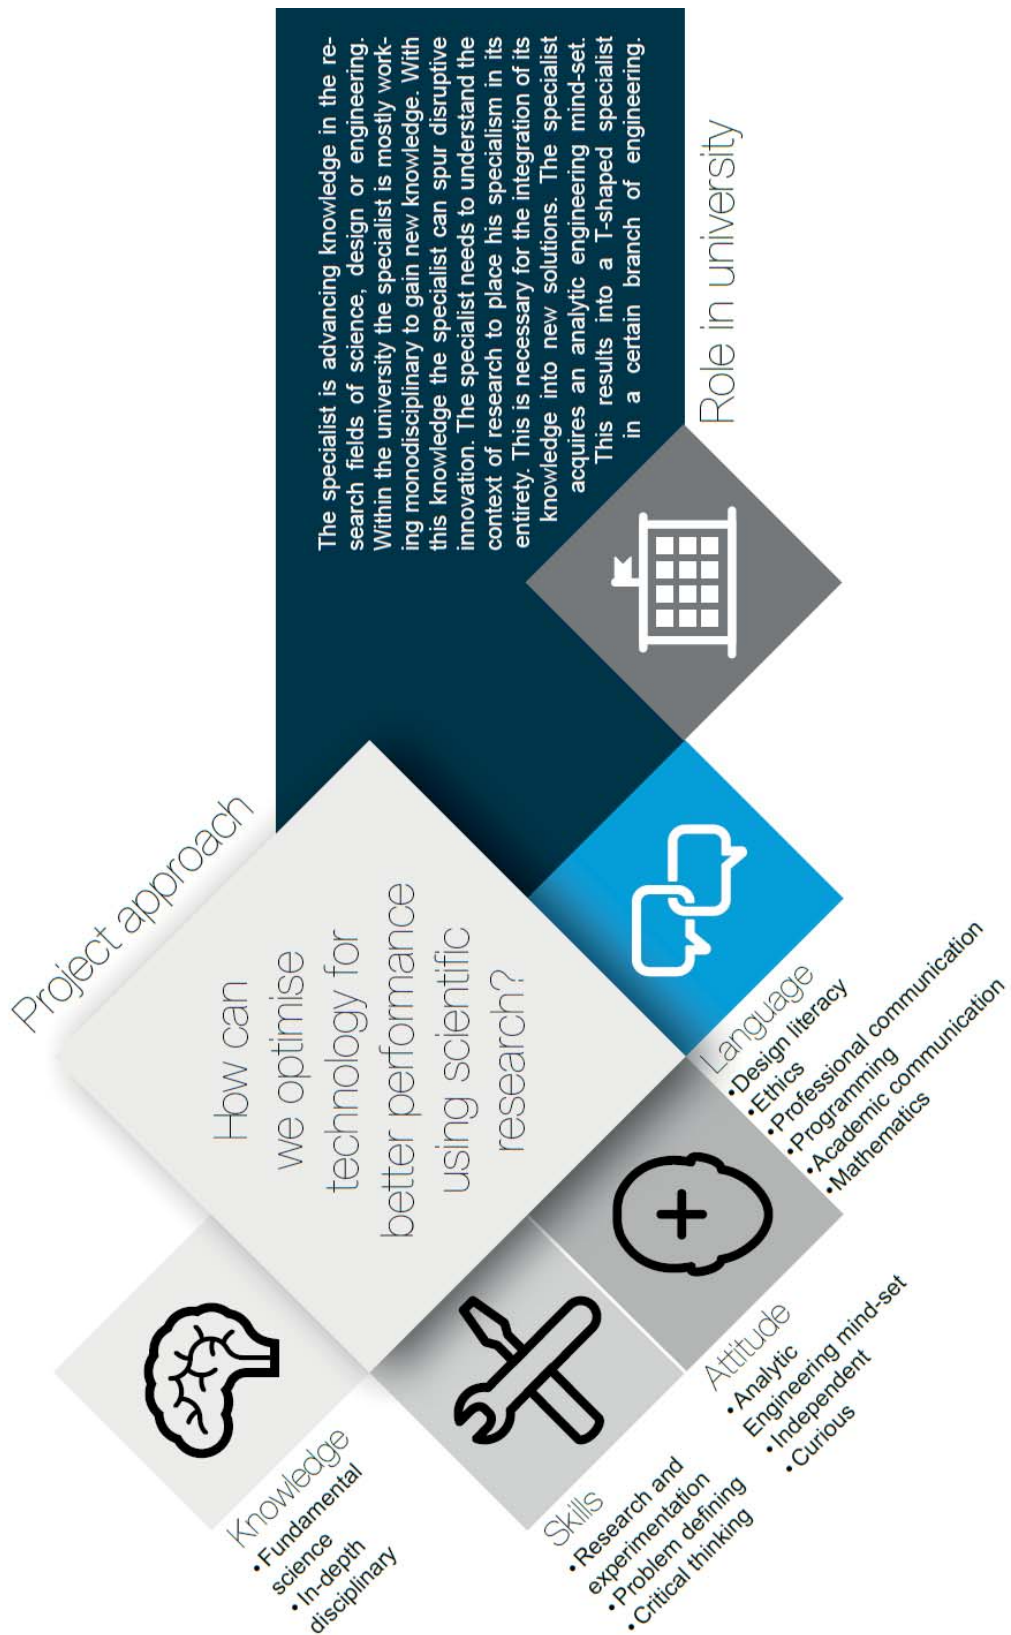 Project approach
How can
we optimise
technology for
better performance
using scientific
research?
The specialist is advancing knowledge in the re-
search fields of science, design or engineering.
Within the university the specialist is mostly work-
ing monodisciplinary to gain new knowledge. With
this knowledge the specialist can spur disruptive
innovation. The specialist needs to understand the
context of research to place his specialism in its
entirety. This is necessary for the integration of its
knowledge into new solutions. The specialist
acquires an analytic engineering mind-set.
This results into a T-shaped specialist
in a certain branch of engineering.
Knowledge
•Fundamental
science
• In-depth
disciplinary
Skills
• Research and
experimentation
•Problem defining
•Critical thinking
Attitude
• Analytic
Engineering mind-set
• Independent
•Curious
Language
•Design literacy
•Ethics
•Professional communication
•Programming
•Academic communication
•Mathematics
Role in university